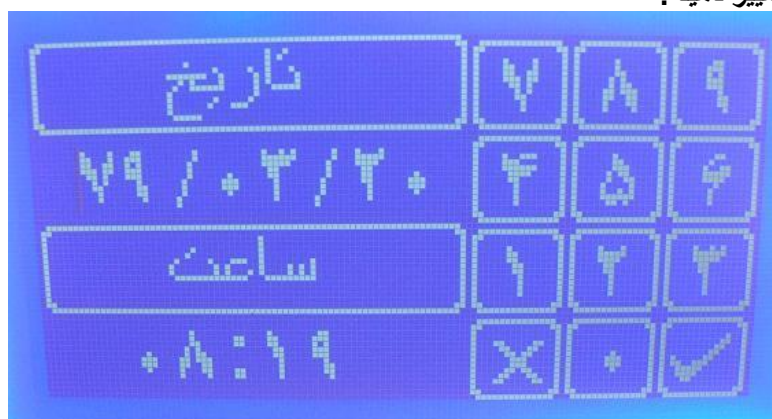 تاریخ
۷ ۸ ۹
۷۹/۰۳/۲۰
۴ ۵ ۶
ساعت
۱ ۲ ۳
۰۸:۱۹
X ۰ ✓